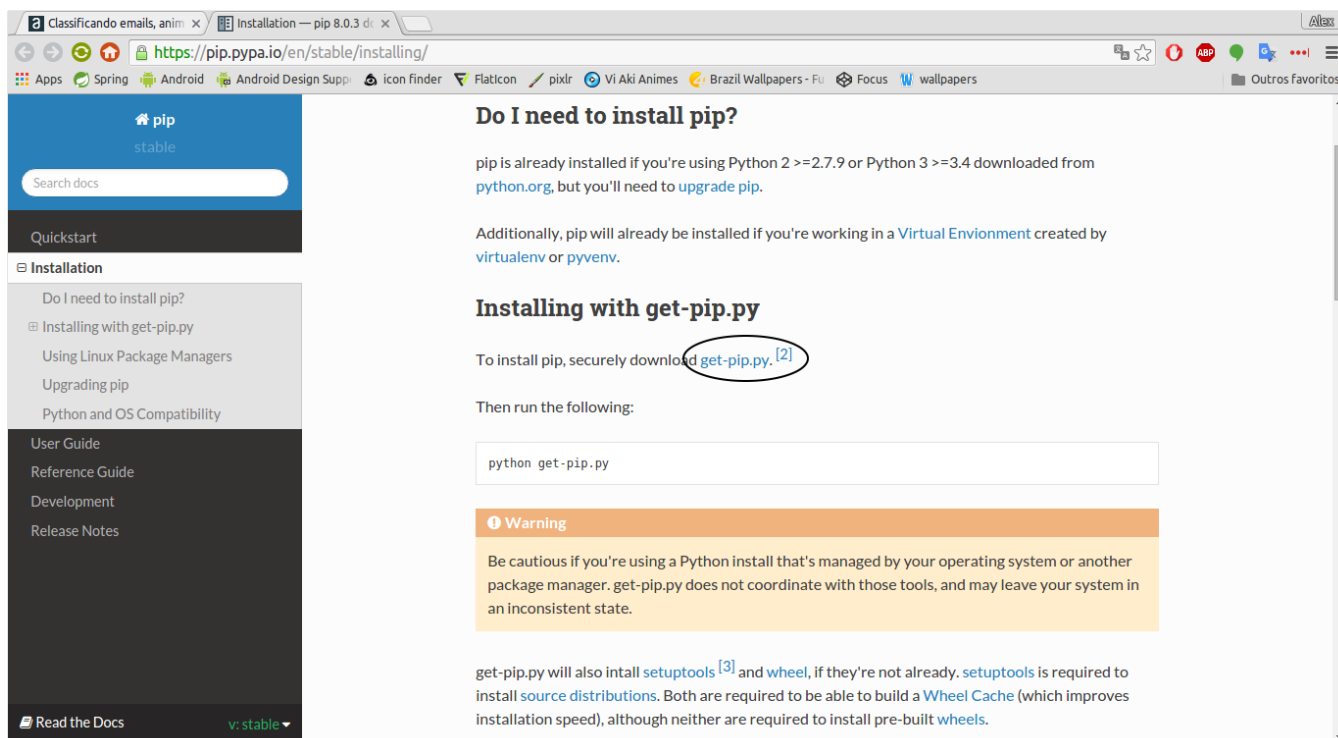 Classificando emails, anim
Installation — pip 8.0.3 do
Alex
https://pip.pypa.io/en/stable/installing/
ABP
Apps Spring Android Android Design Suppo icon finder FlatIcon pixlr Vi Aki Animes Brazil Wallpapers - Fu Focus wallpapers Outros favoritos
pip
stable
Search docs
Quickstart
Installation
Do I need to install pip?
Installing with get-pip.py
Using Linux Package Managers
Upgrading pip
Python and OS Compatibility
User Guide
Reference Guide
Development
Release Notes
Read the Docs v: stable
Do I need to install pip?
pip is already installed if you're using Python 2 >=2.7.9 or Python 3 >=3.4 downloaded from
python.org, but you'll need to upgrade pip.
Additionally, pip will already be installed if you're working in a Virtual Envionment created by
virtualenv or pyvenv.
Installing with get-pip.py
To install pip, securely download get-pip.py. [2]
Then run the following:
python get-pip.py
Warning
Be cautious if you're using a Python install that's managed by your operating system or another
package manager. get-pip.py does not coordinate with those tools, and may leave your system in
an inconsistent state.
get-pip.py will also intall setuptools [3] and wheel, if they're not already. setuptools is required to
install source distributions. Both are required to be able to build a Wheel Cache (which improves
installation speed), although neither are required to install pre-built wheels.